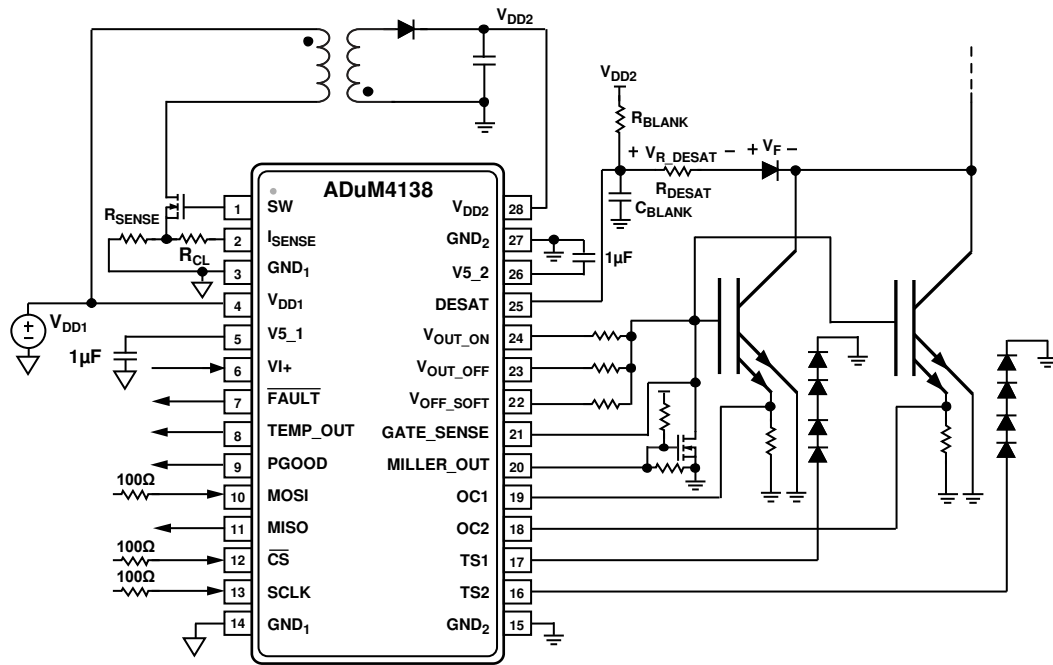 VDD2
VDD2
RBLANK
+ VR_DESAT − + VF −
RDESAT
CBLANK
ADuM4138
RSENSE
RCL
VDD1
1µF
1µF
1 SW
2 ISENSE
3 GND1
4 VDD1
5 V5_1
6 VI+
7 FAULT
8 TEMP_OUT
9 PGOOD
100Ω
10 MOSI
11 MISO
100Ω
12 CS
100Ω
13 SCLK
14 GND1
VDD2 28
GND2 27
V5_2 26
DESAT 25
VOUT_ON 24
VOUT_OFF 23
VOFF_SOFT 22
GATE_SENSE 21
MILLER_OUT 20
OC1 19
OC2 18
TS1 17
TS2 16
GND2 15